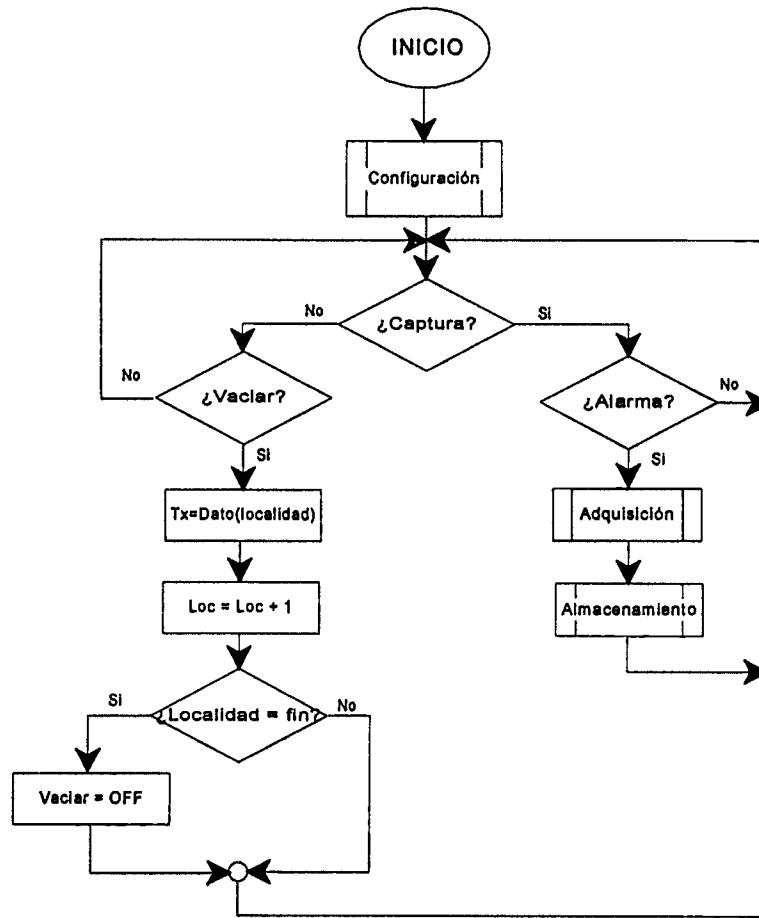 INICIO
Configuración
¿Captura?
No
Si
¿Vaciar?
No
Si
¿Alarma?
No
Si
Tx=Dato(localidad)
Adquisición
Loc = Loc + 1
Almacenamiento
¿Localidad = fin?
Si
No
Vaciar = OFF